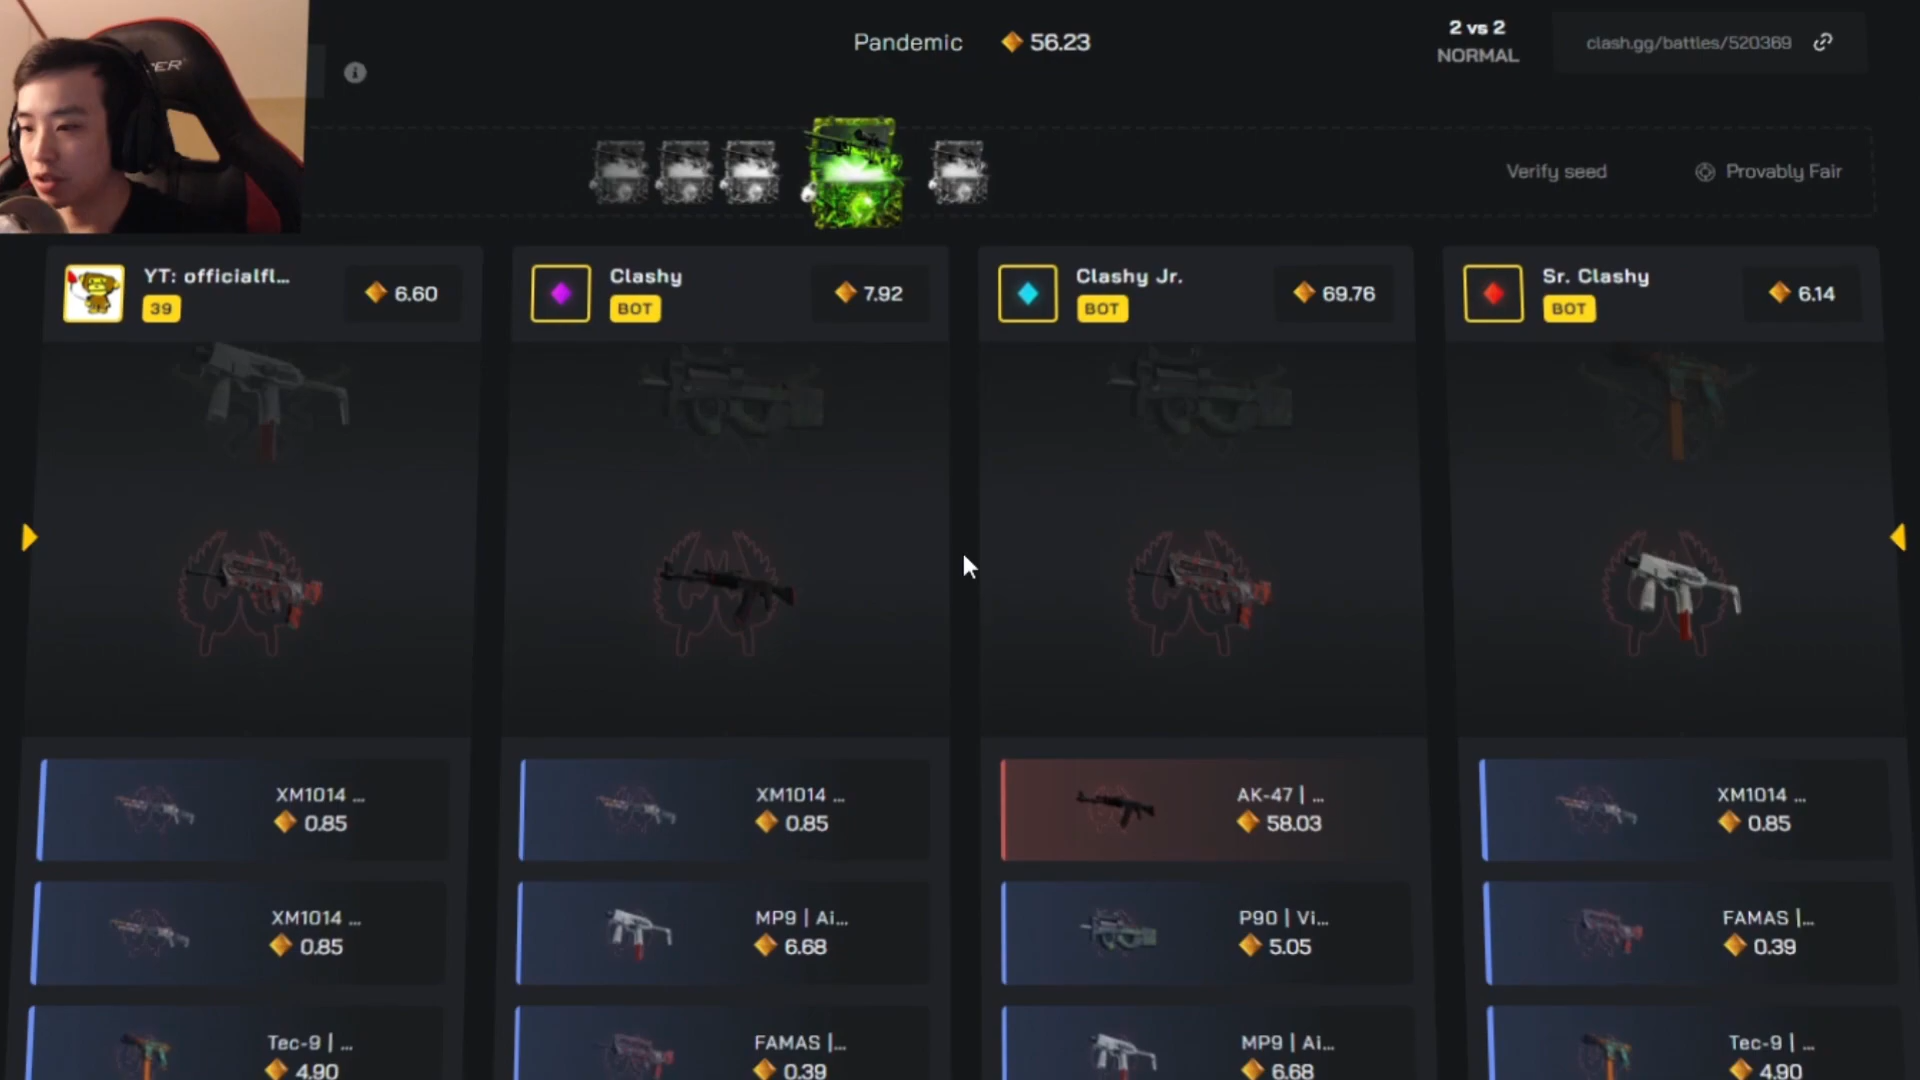 Pandemic 56.23
2 vs 2
NORMAL
clash.gg/battles/520369
Verify seed
Provably Fair
YT: officialfl...
39
6.60
Clashy
BOT
7.92
Clashy Jr.
BOT
69.76
Sr. Clashy
BOT
6.14
XM1014 ...
0.85
XM1014 ...
0.85
AK-47 | ...
58.03
XM1014 ...
0.85
XM1014 ...
0.85
MP9 | Ai...
6.68
P90 | Vi...
5.05
FAMAS |...
0.39
Tec-9 | ...
4.90
FAMAS |...
0.39
MP9 | Ai...
6.68
Tec-9 | ...
4.90